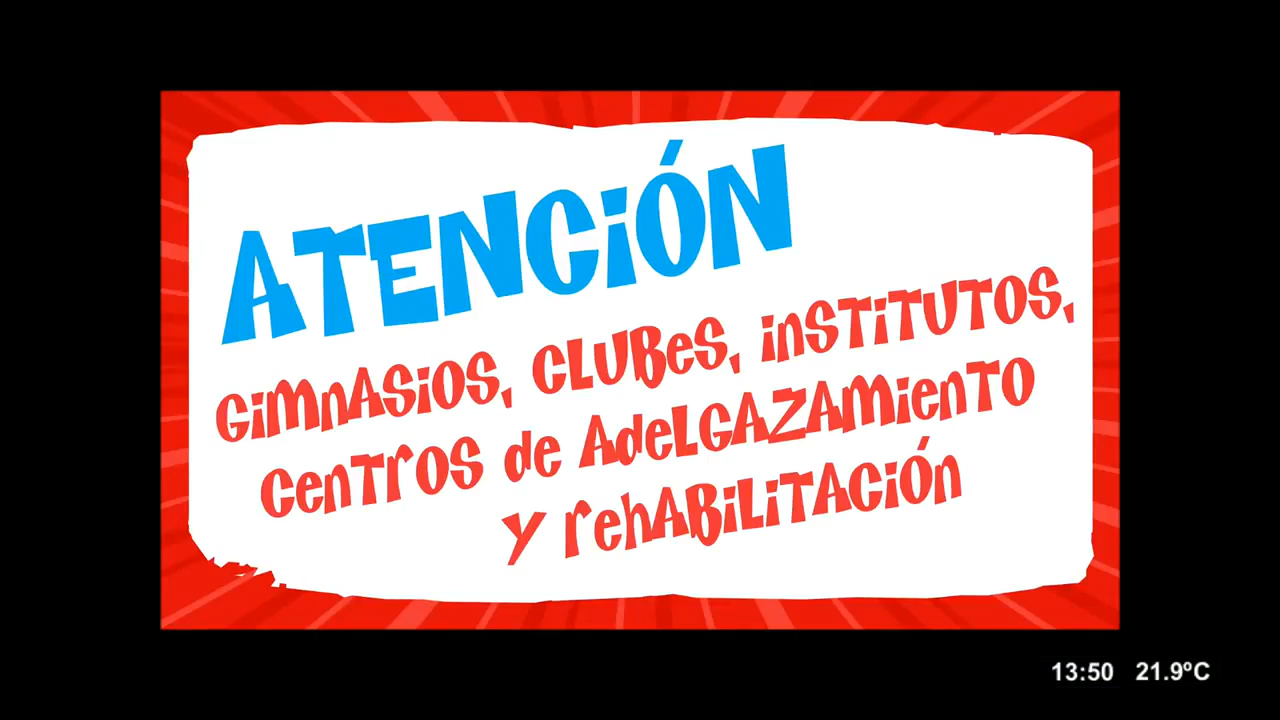 ATENCIÓN
GIMNASIOS, CLUBES, INSTITUTOS,
CENTROS DE ADELGAZAMIENTO
Y REHABILITACIÓN
13:50 21.9ºC